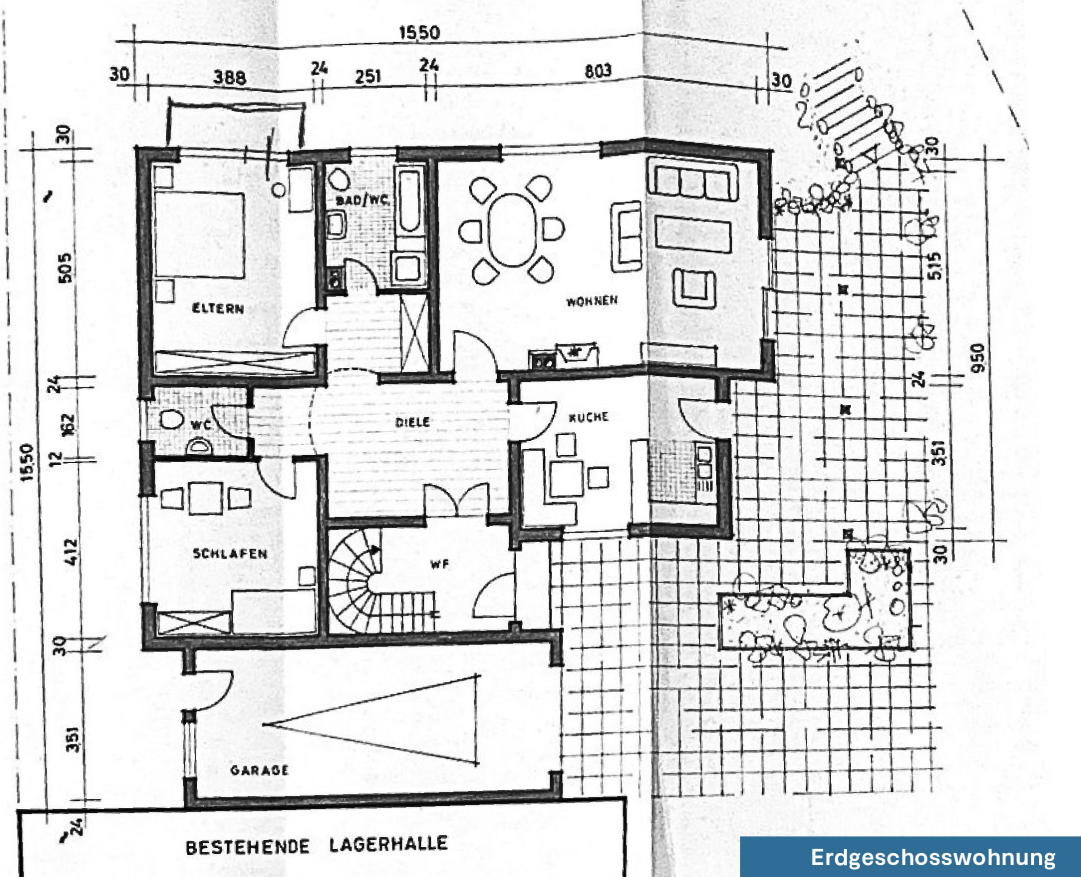 1550
30 388 24 251 24 803 30
30
505
24
162
12
412
30
351
24
1550
30
515
24
351
30
950
BAD/WC
ELTERN
WOHNEN
WC
DIELE
KÜCHE
SCHLAFEN
WF
GARAGE
BESTEHENDE LAGERHALLE
Erdgeschosswohnung